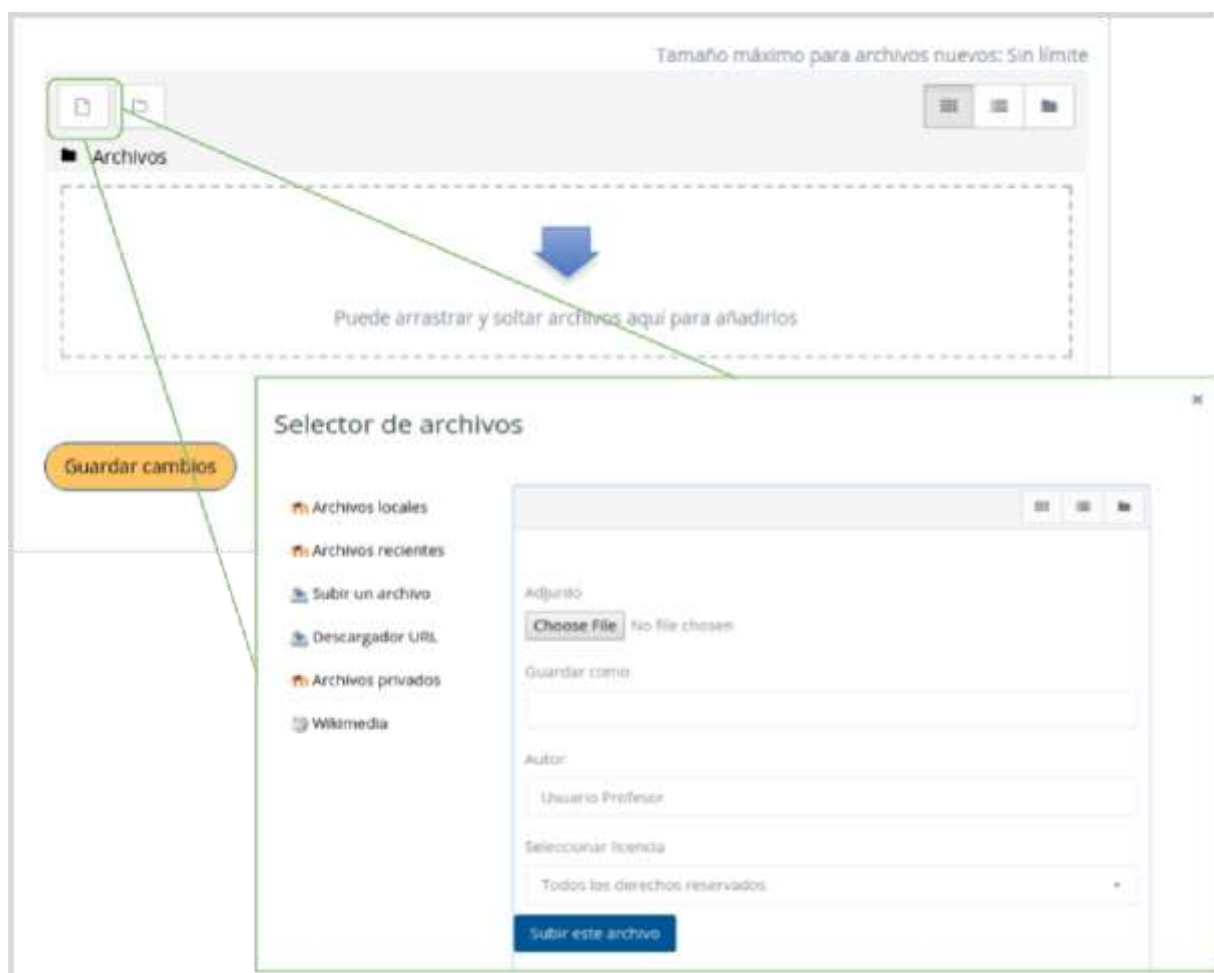 Tamaño máximo para archivos nuevos: Sin límite
Archivos
Puede arrastrar y soltar archivos aquí para añadirlos
Guardar cambios
Selector de archivos
Archivos locales
Archivos recientes
Subir un archivo
Descargador URL
Archivos privados
Wikimedia
Adjunto
Choose File No file chosen
Guardar como
Autor
Usuario Profesor
Seleccionar licencia
Todos los derechos reservados
Subir este archivo